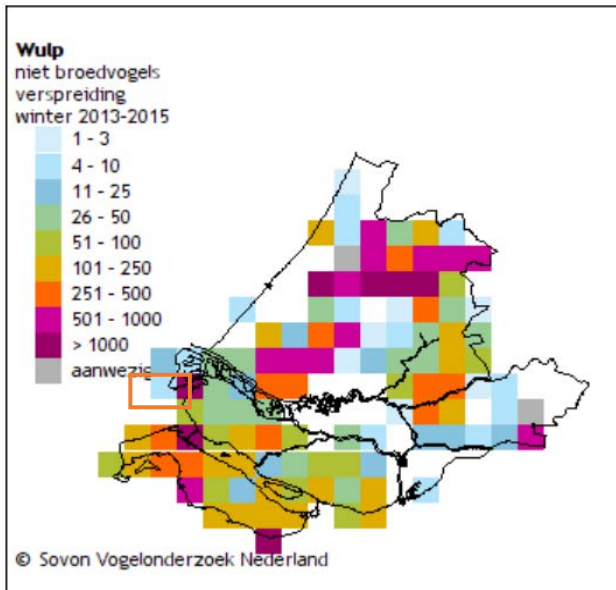 Wulp
niet broedvogels
verspreiding
winter 2013-2015
1 - 3
4 - 10
11 - 25
26 - 50
51 - 100
101 - 250
251 - 500
501 - 1000
> 1000
aanwezig
© Sovon Vogelonderzoek Nederland